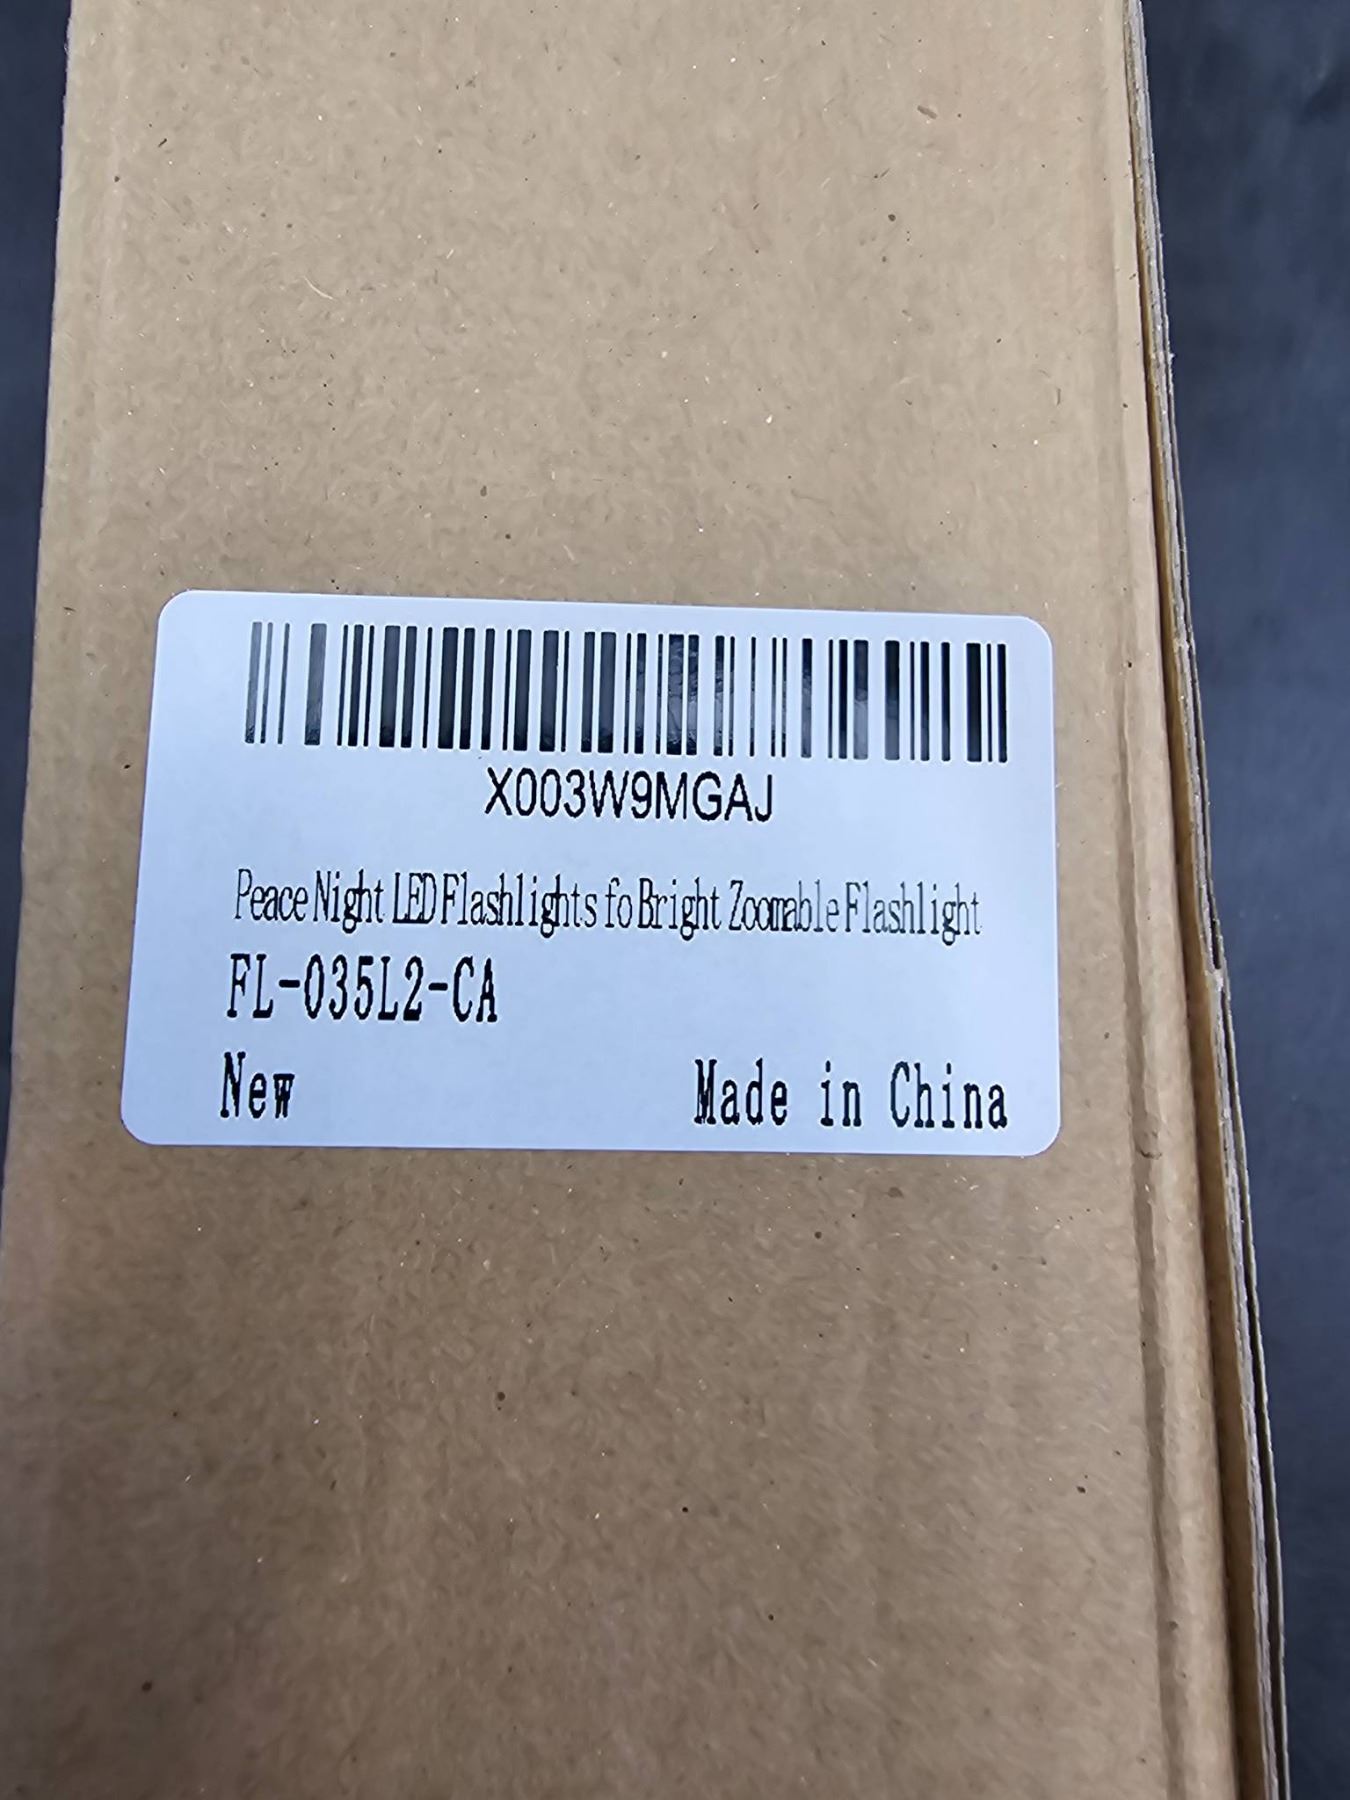 X003W9MGAJ
Peace Night LED Flashlights fo Bright Zoomable Flashlight
FL-035L2-CA
New Made in China